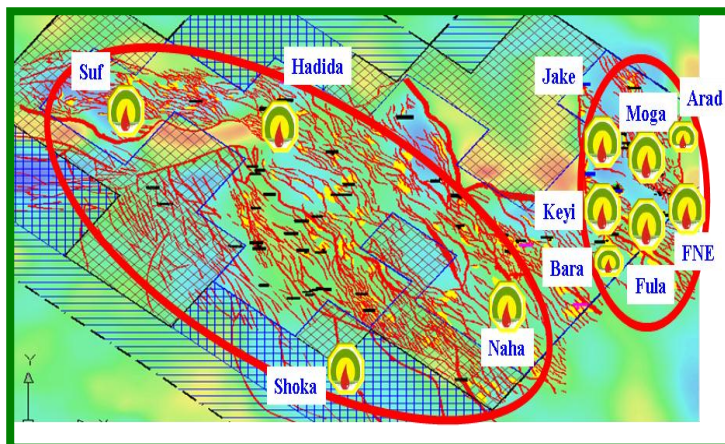 Suf
Hadida
Jake
Arad
Moga
Keyi
Bara
FNE
Fula
Naha
Shoka
Y